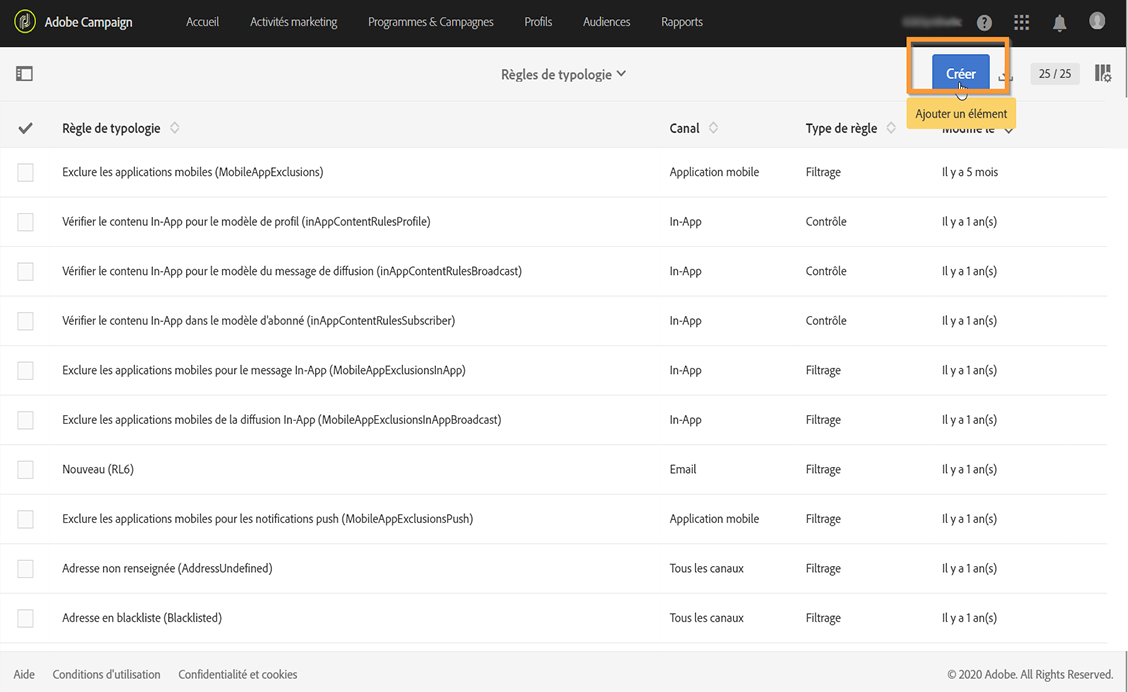 Adobe Campaign Accueil Activités marketing Programmes & Campagnes Profils Audiences Rapports
Règles de typologie Créer 25 / 25
Ajouter un élément
Règle de typologie Canal Type de règle Modifié le
Exclure les applications mobiles (MobileAppExclusions) Application mobile Filtrage Il y a 5 mois
Vérifier le contenu In-App pour le modèle de profil (inAppContentRulesProfile) In-App Contrôle Il y a 1 an(s)
Vérifier le contenu In-App pour le modèle du message de diffusion (inAppContentRulesBroadcast) In-App Contrôle Il y a 1 an(s)
Vérifier le contenu In-App dans le modèle d'abonné (inAppContentRulesSubscriber) In-App Contrôle Il y a 1 an(s)
Exclure les applications mobiles pour le message In-App (MobileAppExclusionsInApp) In-App Filtrage Il y a 1 an(s)
Exclure les applications mobiles de la diffusion In-App (MobileAppExclusionsInAppBroadcast) In-App Filtrage Il y a 1 an(s)
Nouveau (RL6) Email Filtrage Il y a 1 an(s)
Exclure les applications mobiles pour les notifications push (MobileAppExclusionsPush) Application mobile Filtrage Il y a 1 an(s)
Adresse non renseignée (AddressUndefined) Tous les canaux Filtrage Il y a 1 an(s)
Adresse en blackliste (Blacklisted) Tous les canaux Filtrage Il y a 1 an(s)
Aide Conditions d'utilisation Confidentialité et cookies © 2020 Adobe. All Rights Reserved.